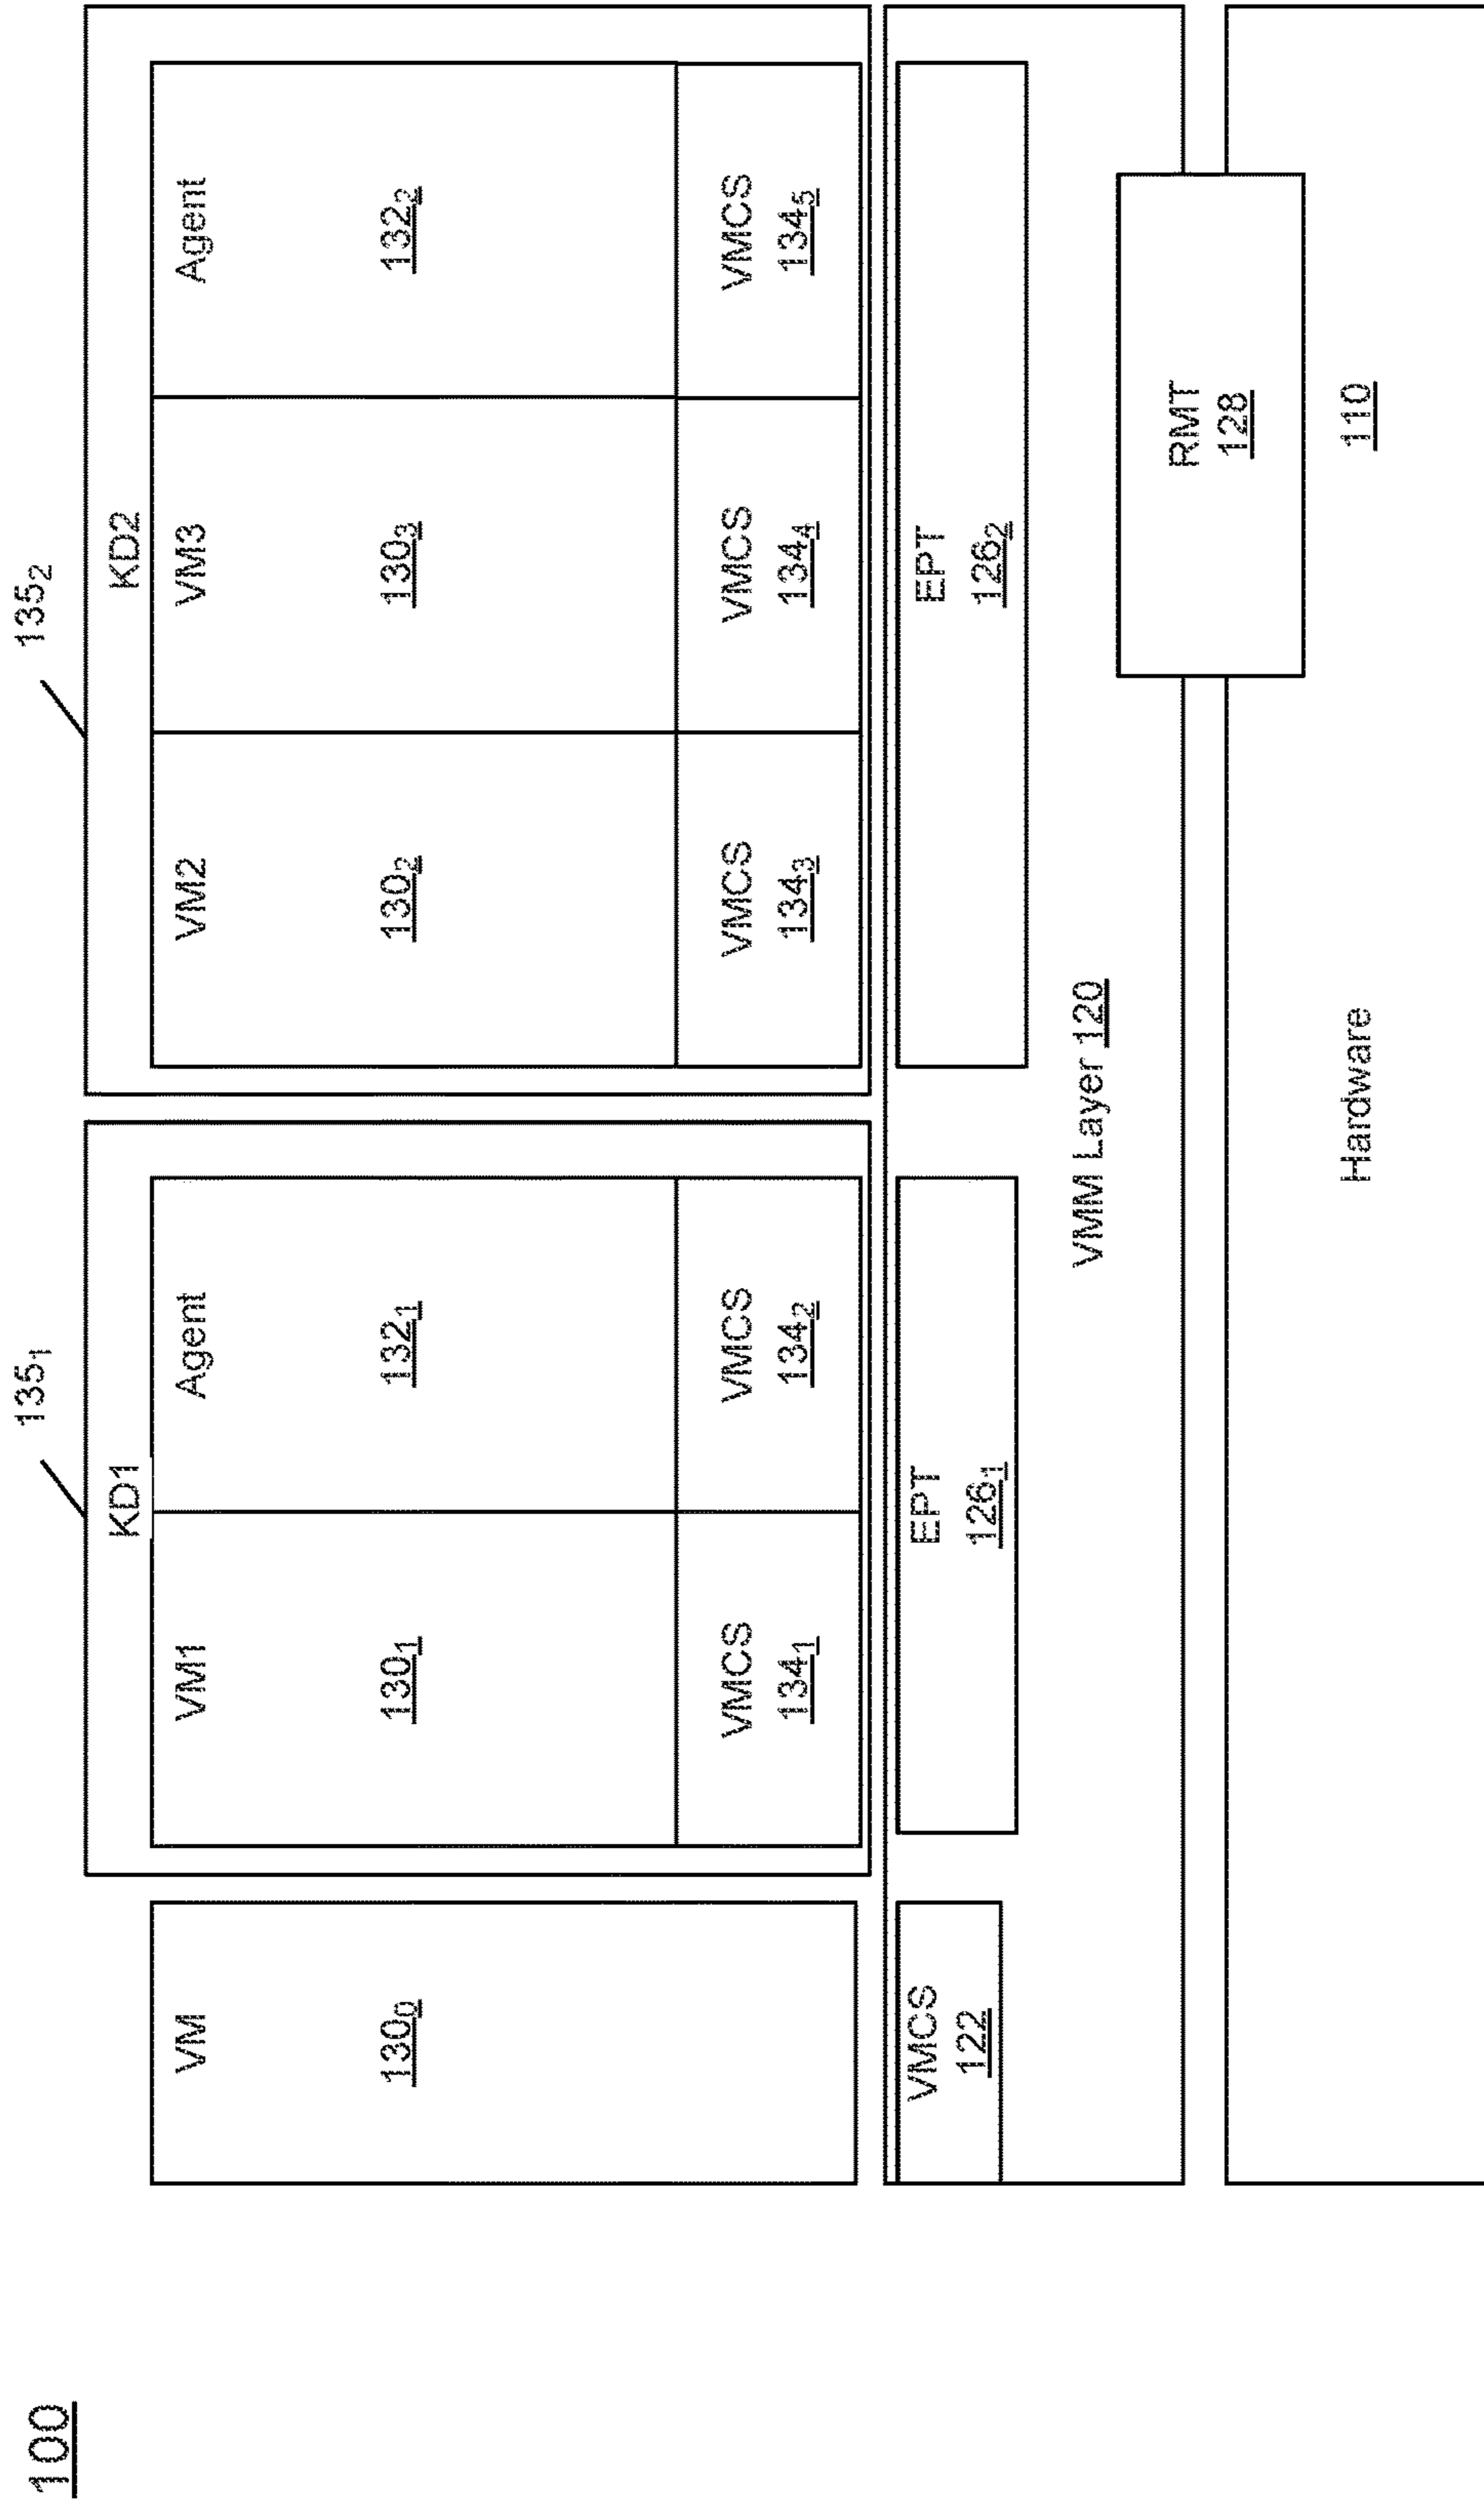 100
135₁
135₂
KD1
KD2
VM
130₀
VM1
130₁
Agent
132₁
VM2
130₂
VM3
130₃
Agent
132₂
VMCS
134₁
VMCS
134₂
VMCS
134₃
VMCS
134₄
VMCS
134₅
VMCS
122
EPT
126₁
EPT
126₂
VMM Layer 120
RMT
128
Hardware
110